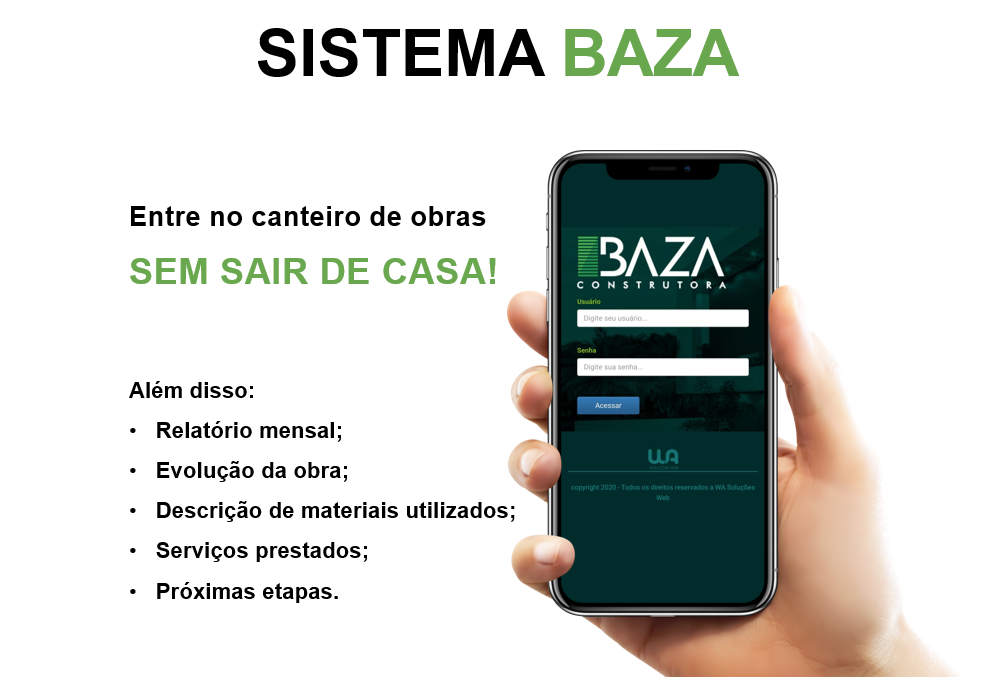 SISTEMA BAZA
Entre no canteiro de obras
SEM SAIR DE CASA!
Além disso:
• Relatório mensal;
• Evolução da obra;
• Descrição de materiais utilizados;
• Serviços prestados;
• Próximas etapas.
BAZA
CONSTRUTORA
Usuário
Digite seu usuário...
Senha
Digite sua senha...
Acessar
WA
copyright 2020 - Todos os direitos reservados a WA Soluções
Web